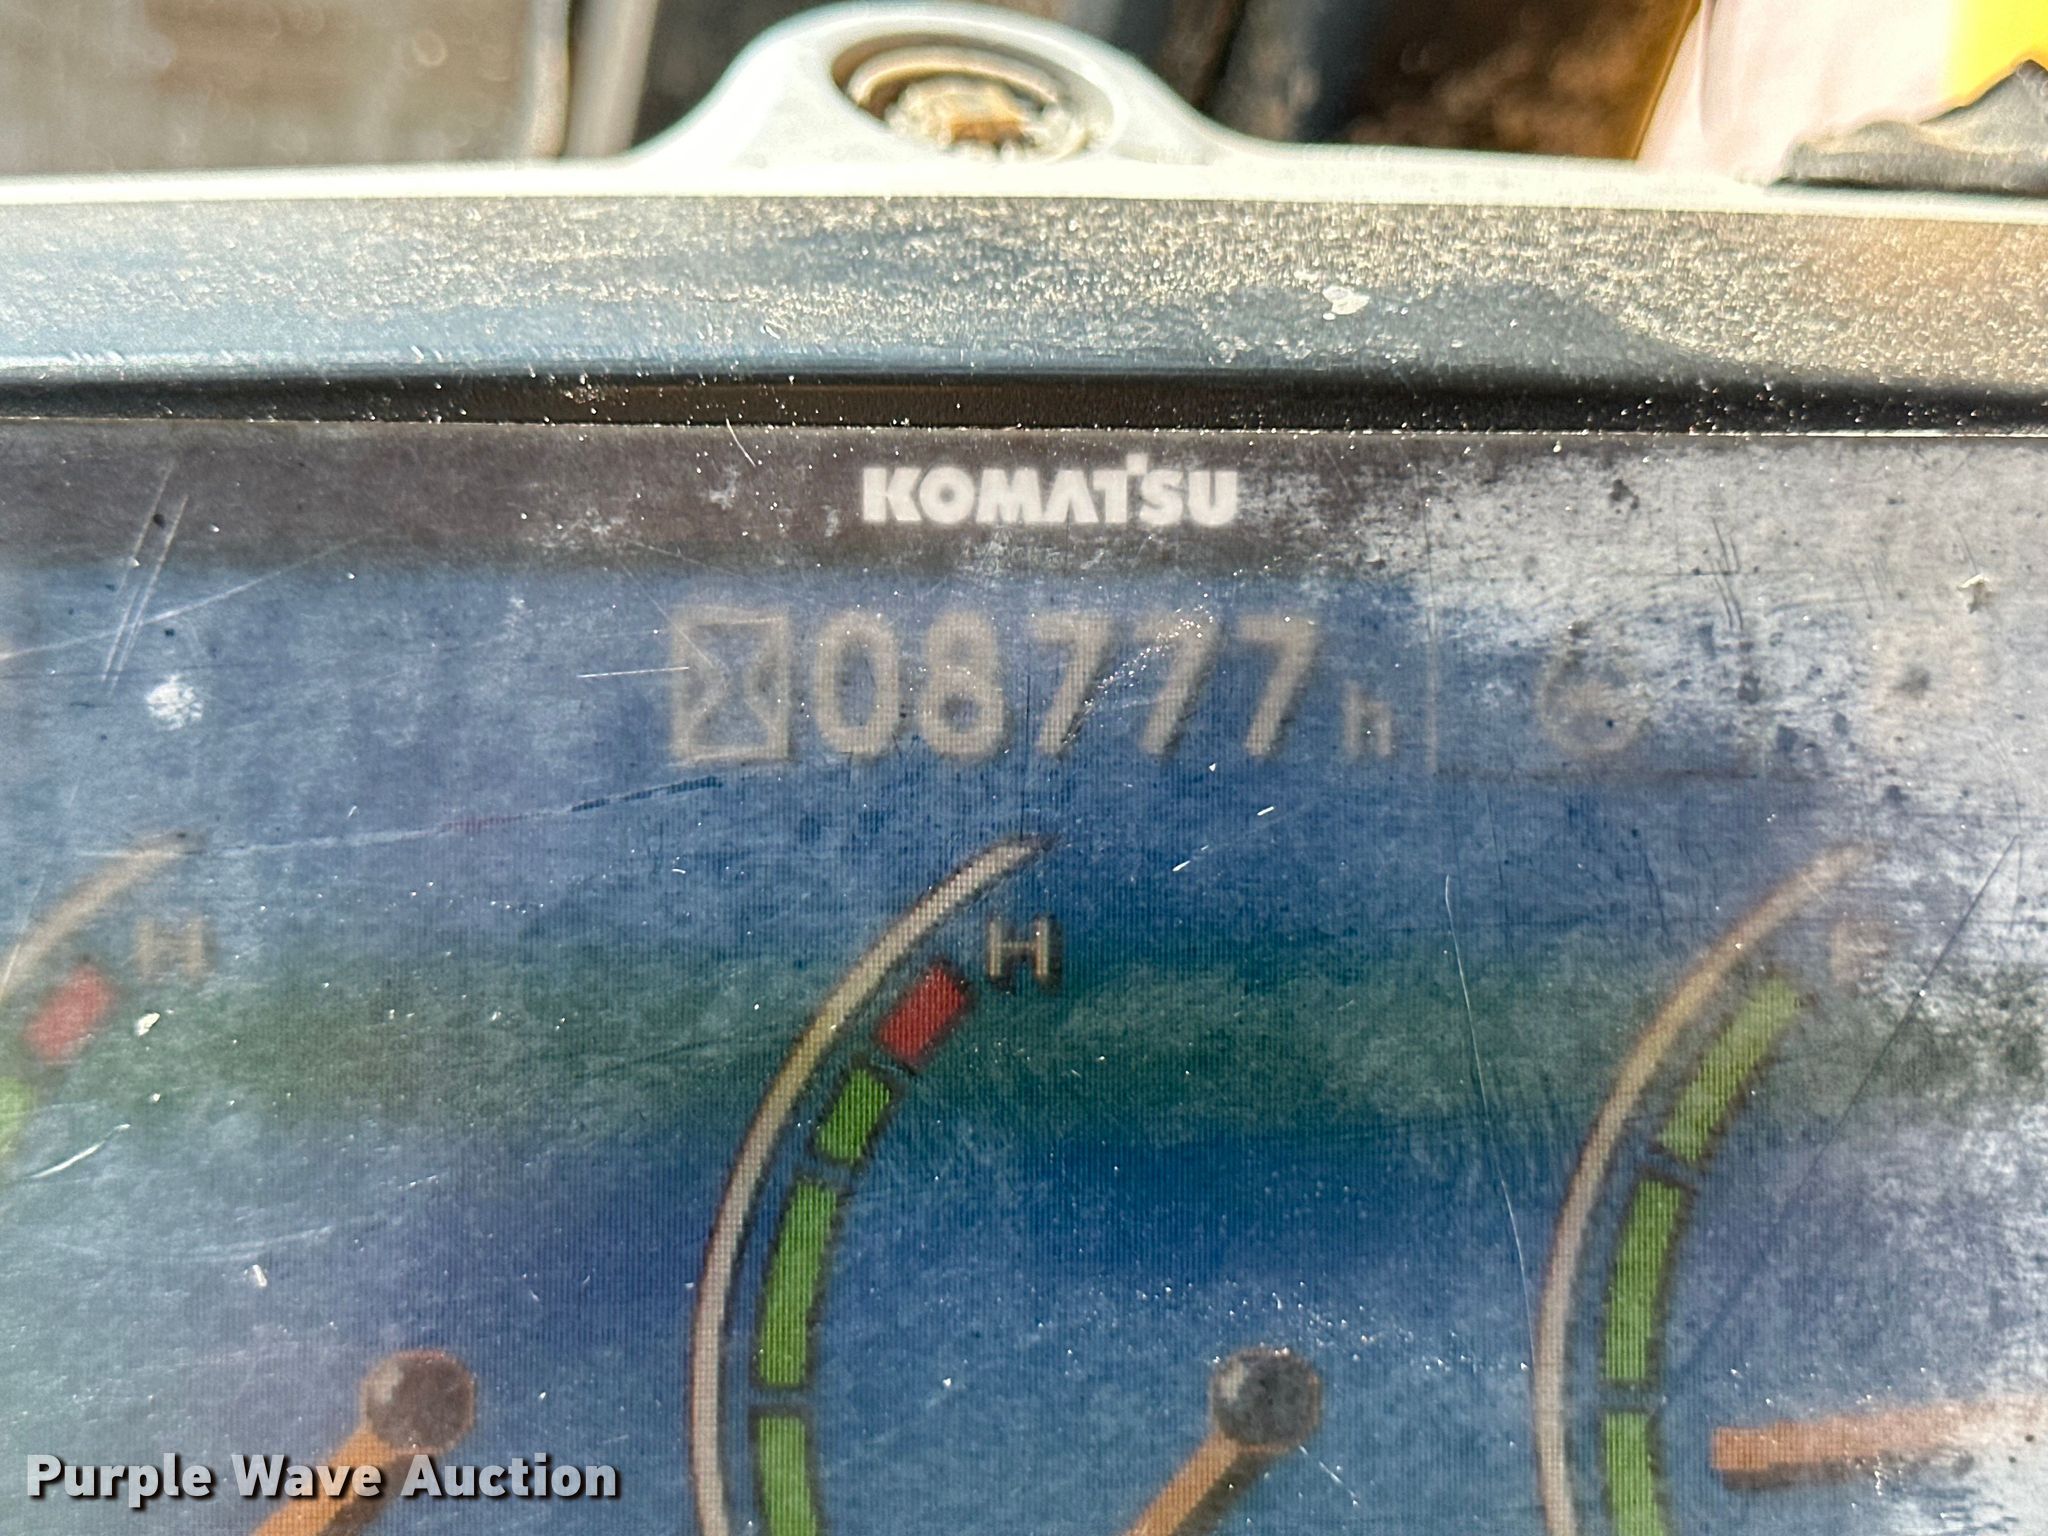 KOMATSU
08777h
H H F
Purple Wave Auction